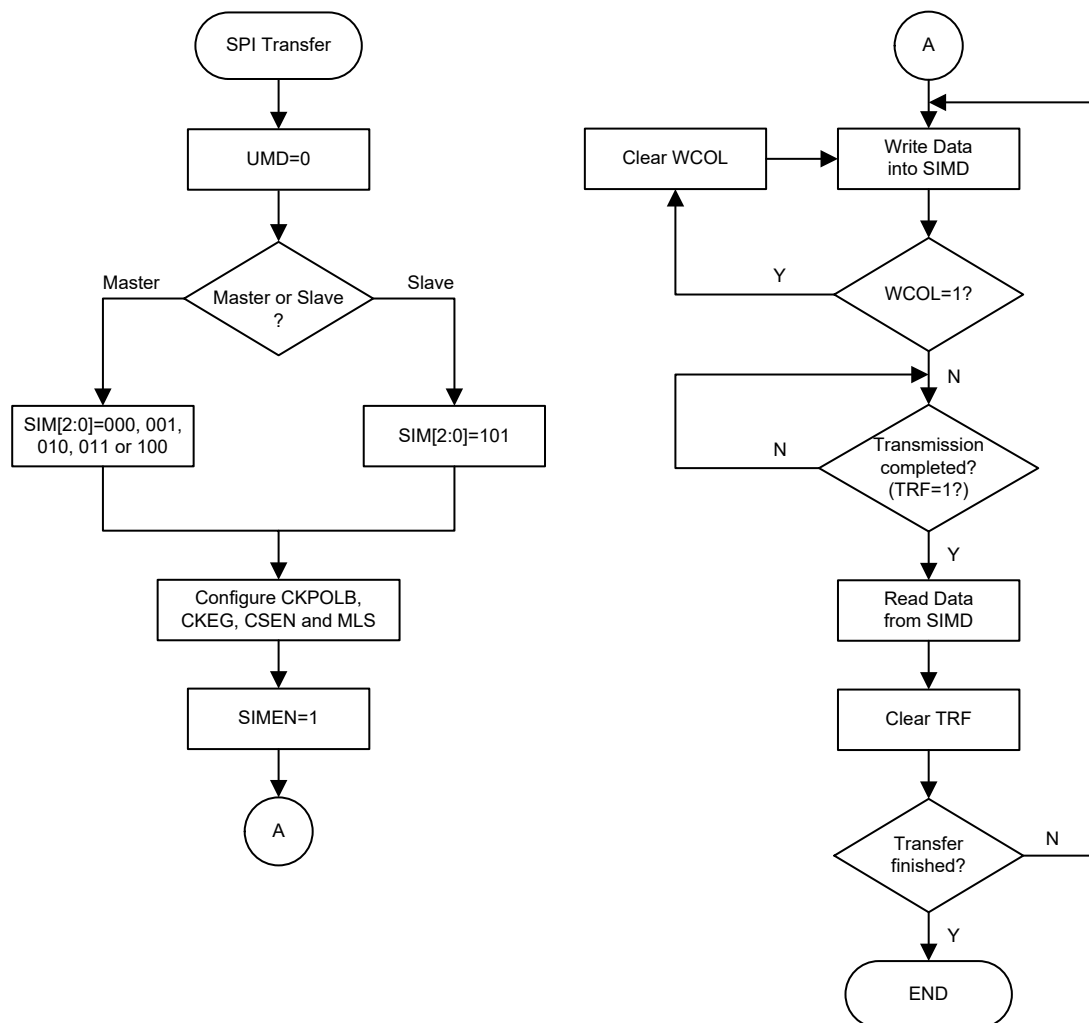 SPI Transfer
UMD=0
Master
Slave
Master or Slave
?
SIM[2:0]=000, 001,
010, 011 or 100
SIM[2:0]=101
Configure CKPOLB,
CKEG, CSEN and MLS
SIMEN=1
A
A
Clear WCOL
Write Data
into SIMD
Y
WCOL=1?
N
N
Transmission
completed?
(TRF=1?)
Y
Read Data
from SIMD
Clear TRF
Transfer
finished?
N
Y
END